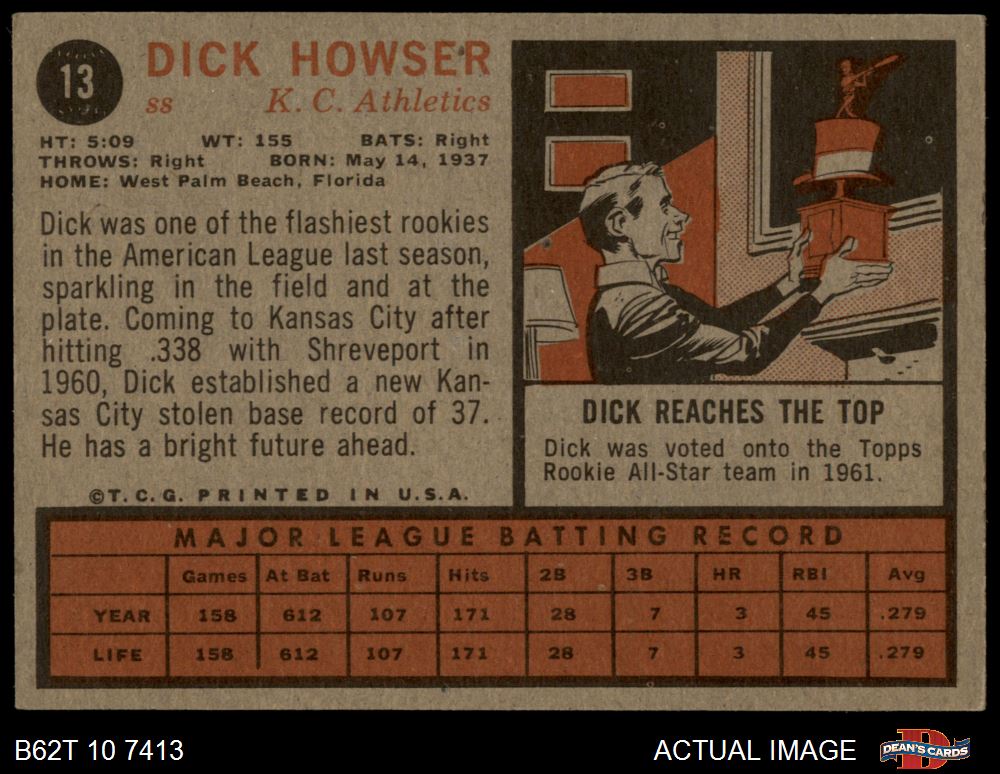 13
DICK HOWSER
ss K. C. Athletics
HT: 5:09 WT: 155 BATS: Right
THROWS: Right BORN: May 14, 1937
HOME: West Palm Beach, Florida
Dick was one of the flashiest rookies
in the American League last season,
sparkling in the field and at the
plate. Coming to Kansas City after
hitting .338 with Shreveport in
1960, Dick established a new Kan-
sas City stolen base record of 37.
He has a bright future ahead.
©T.C.G. PRINTED IN U.S.A.
DICK REACHES THE TOP
Dick was voted onto the Topps
Rookie All-Star team in 1961.
MAJOR LEAGUE BATTING RECORD
Games At Bat Runs Hits 2B 3B HR RBI Avg
YEAR 158 612 107 171 28 7 3 45 .279
LIFE 158 612 107 171 28 7 3 45 .279
B62T 10 7413 ACTUAL IMAGE DEAN'S CARDS